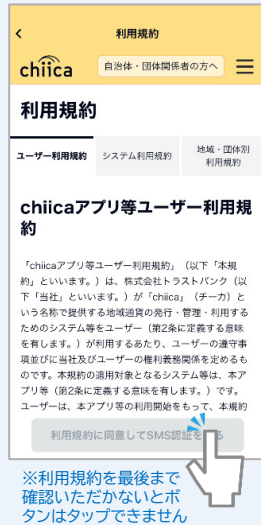 利用規約
chiica
自治体・団体関係者の方へ
利用規約
ユーザー利用規約
システム利用規約
地域・団体別
利用規約
chiicaアプリ等ユーザー利用規
約
「chiicaアプリ等ユーザー利用規約」(以下「本規
約」といいます。)は、株式会社トラストバンク(以
下「当社」といいます。)が「chiica」(チーカ)と
いう名称で提供する地域通貨の発行・管理・利用する
ためのシステム等をユーザー(第2条に定義する意味
を有します。)が利用するあたり、ユーザーの遵守事
項並びに当社及びユーザーの権利義務関係を定めるも
のです。本規約の適用対象となるシステム等は、本ア
プリ等(第2条に定義する意味を有します。)です。
ユーザーは、本アプリ等の利用開始をもって、本規約
利用規約に同意してSMS認証を
る
※利用規約を最後まで
確認いただかないとボ
タンはタップできません